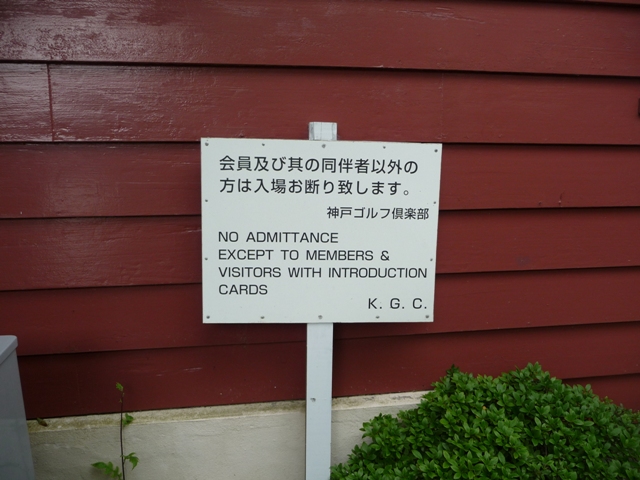 会員及び其の同伴者以外の
方は入場お断り致します。
神戸ゴルフ倶楽部
NO ADMITTANCE
EXCEPT TO MEMBERS &
VISITORS WITH INTRODUCTION
CARDS
K. G. C.